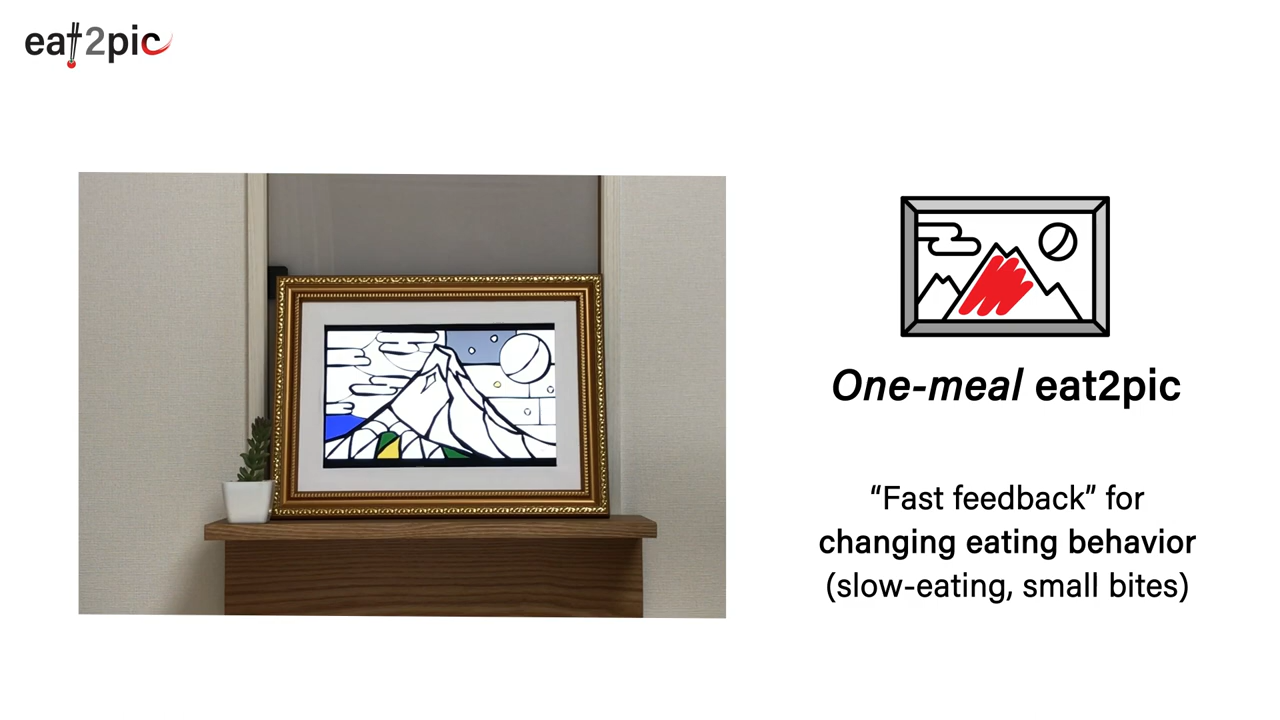 eat2pic
One-meal eat2pic
“Fast feedback” for
changing eating behavior
(slow-eating, small bites)